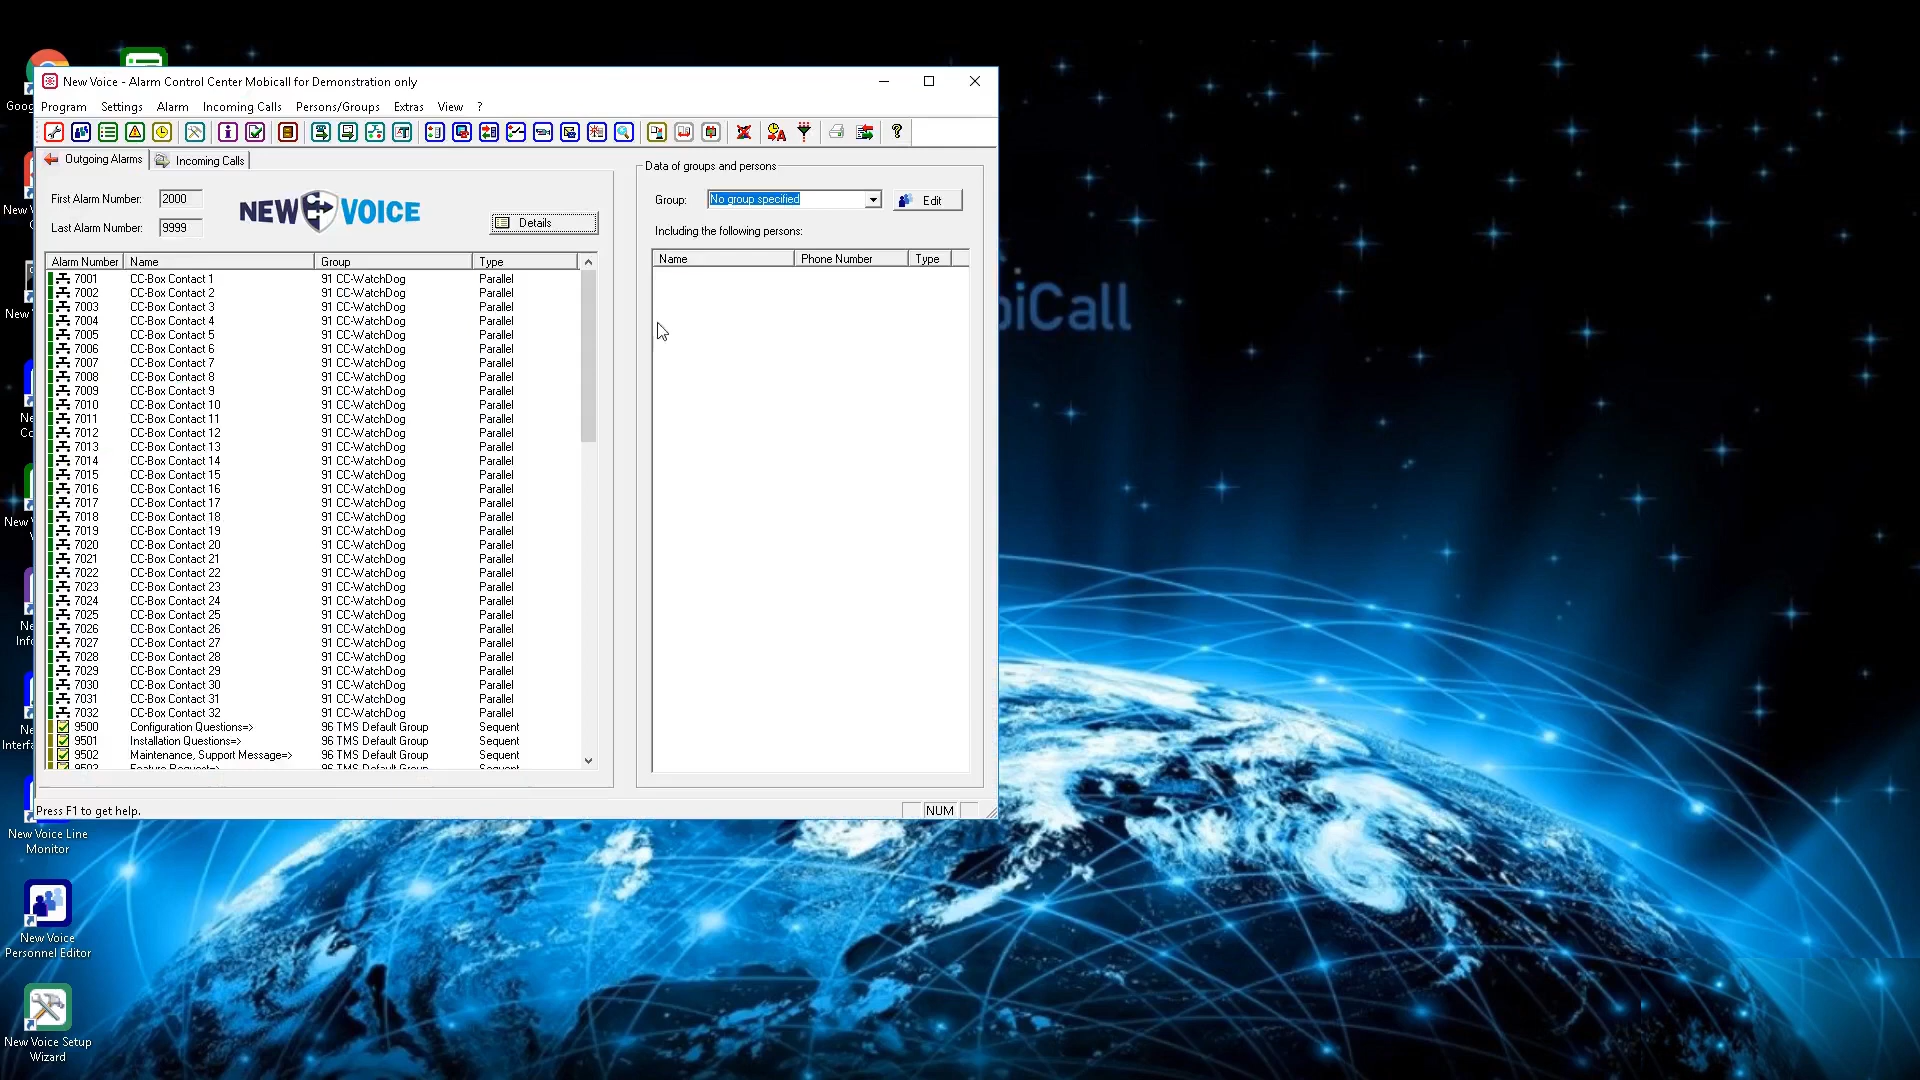 New Voice - Alarm Control Center Mobicall for Demonstration only
Program Settings Alarm Incoming Calls Persons/Groups Extras View ?
Outgoing Alarms Incoming Calls
First Alarm Number: 2000
Last Alarm Number: 9999
NEW VOICE
Details
Alarm Number Name Group Type
7001 CC-Box Contact 1 91 CC-WatchDog Parallel
7002 CC-Box Contact 2 91 CC-WatchDog Parallel
7003 CC-Box Contact 3 91 CC-WatchDog Parallel
7004 CC-Box Contact 4 91 CC-WatchDog Parallel
7005 CC-Box Contact 5 91 CC-WatchDog Parallel
7006 CC-Box Contact 6 91 CC-WatchDog Parallel
7007 CC-Box Contact 7 91 CC-WatchDog Parallel
7008 CC-Box Contact 8 91 CC-WatchDog Parallel
7009 CC-Box Contact 9 91 CC-WatchDog Parallel
7010 CC-Box Contact 10 91 CC-WatchDog Parallel
7011 CC-Box Contact 11 91 CC-WatchDog Parallel
7012 CC-Box Contact 12 91 CC-WatchDog Parallel
7013 CC-Box Contact 13 91 CC-WatchDog Parallel
7014 CC-Box Contact 14 91 CC-WatchDog Parallel
7015 CC-Box Contact 15 91 CC-WatchDog Parallel
7016 CC-Box Contact 16 91 CC-WatchDog Parallel
7017 CC-Box Contact 17 91 CC-WatchDog Parallel
7018 CC-Box Contact 18 91 CC-WatchDog Parallel
7019 CC-Box Contact 19 91 CC-WatchDog Parallel
7020 CC-Box Contact 20 91 CC-WatchDog Parallel
7021 CC-Box Contact 21 91 CC-WatchDog Parallel
7022 CC-Box Contact 22 91 CC-WatchDog Parallel
7023 CC-Box Contact 23 91 CC-WatchDog Parallel
7024 CC-Box Contact 24 91 CC-WatchDog Parallel
7025 CC-Box Contact 25 91 CC-WatchDog Parallel
7026 CC-Box Contact 26 91 CC-WatchDog Parallel
7027 CC-Box Contact 27 91 CC-WatchDog Parallel
7028 CC-Box Contact 28 91 CC-WatchDog Parallel
7029 CC-Box Contact 29 91 CC-WatchDog Parallel
7030 CC-Box Contact 30 91 CC-WatchDog Parallel
7031 CC-Box Contact 31 91 CC-WatchDog Parallel
7032 CC-Box Contact 32 91 CC-WatchDog Parallel
9500 Configuration Questions=> 96 TMS Default Group Sequent
9501 Installation Questions=> 96 TMS Default Group Sequent
9502 Maintenance, Support Message=> 96 TMS Default Group Sequent
9503 Feature Request=> 96 TMS Default Group Sequent
Data of groups and persons
Group: No group specified Edit
Including the following persons:
Name Phone Number Type
Press F1 to get help.
NUM
iCall
New Voice Line
Monitor
New Voice
Personnel Editor
New Voice Setup
Wizard